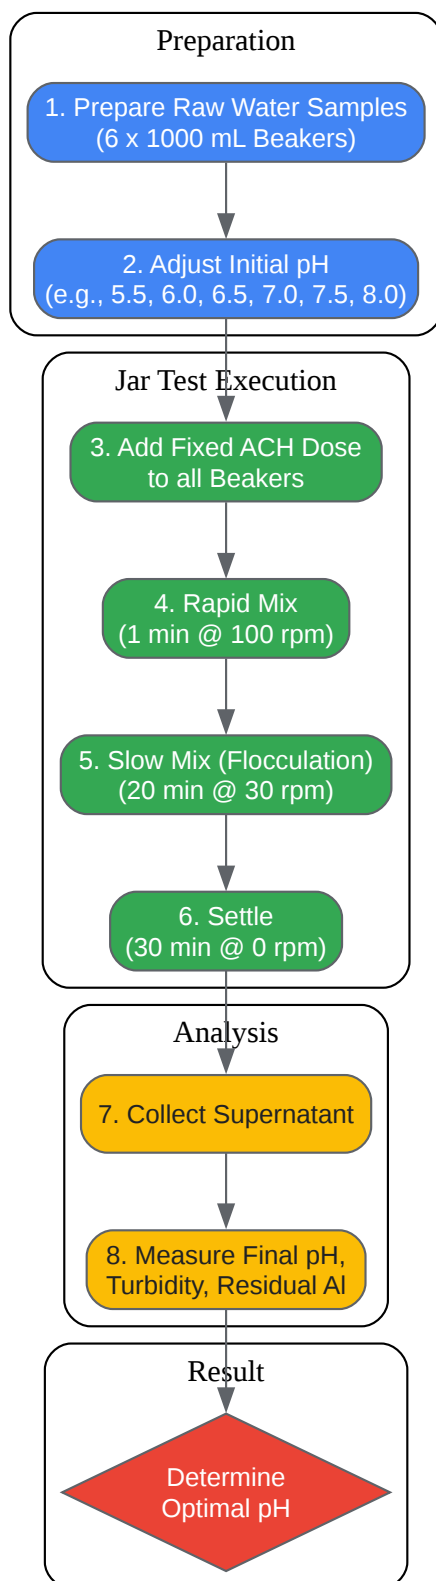 Preparation
1. Prepare Raw Water Samples
(6 x 1000 mL Beakers)
2. Adjust Initial pH
(e.g., 5.5, 6.0, 6.5, 7.0, 7.5, 8.0)
Jar Test Execution
3. Add Fixed ACH Dose
to all Beakers
4. Rapid Mix
(1 min @ 100 rpm)
5. Slow Mix (Flocculation)
(20 min @ 30 rpm)
6. Settle
(30 min @ 0 rpm)
Analysis
7. Collect Supernatant
8. Measure Final pH,
Turbidity, Residual Al
Result
Determine
Optimal pH